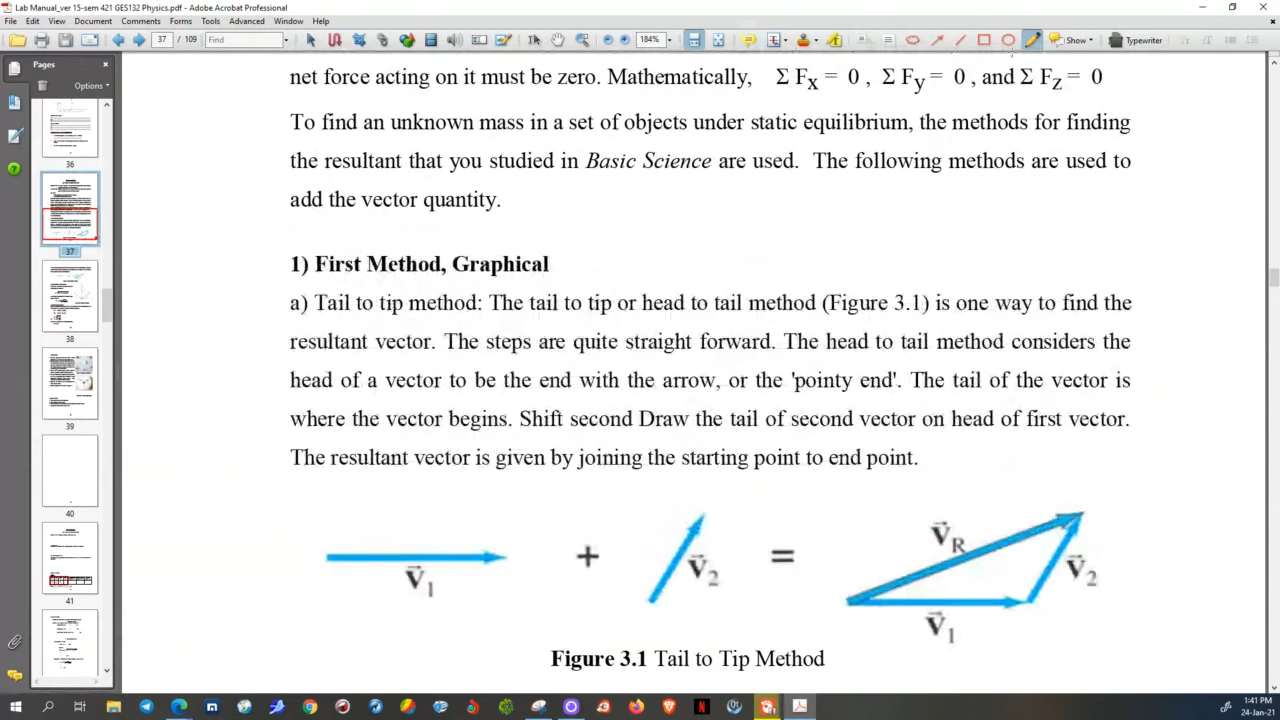 Lab Manual_ver 15-sem 421 GES132 Physics.pdf - Adobe Acrobat Professional
File Edit View Document Comments Forms Tools Advanced Window Help
37 / 109 Find 184% Show Typewriter
Pages
Options
36
37
38
39
40
41
net force acting on it must be zero. Mathematically, Σ Fx = 0 , Σ Fy = 0 , and Σ Fz = 0
To find an unknown mass in a set of objects under static equilibrium, the methods for finding
the resultant that you studied in Basic Science are used. The following methods are used to
add the vector quantity.
1) First Method, Graphical
a) Tail to tip method: The tail to tip or head to tail method (Figure 3.1) is one way to find the
resultant vector. The steps are quite straight forward. The head to tail method considers the
head of a vector to be the end with the arrow, or the 'pointy end'. The tail of the vector is
where the vector begins. Shift second Draw the tail of second vector on head of first vector.
The resultant vector is given by joining the starting point to end point.
V1 + V2 = VR V1 V2
Figure 3.1 Tail to Tip Method
1:41 PM
24-Jan-21